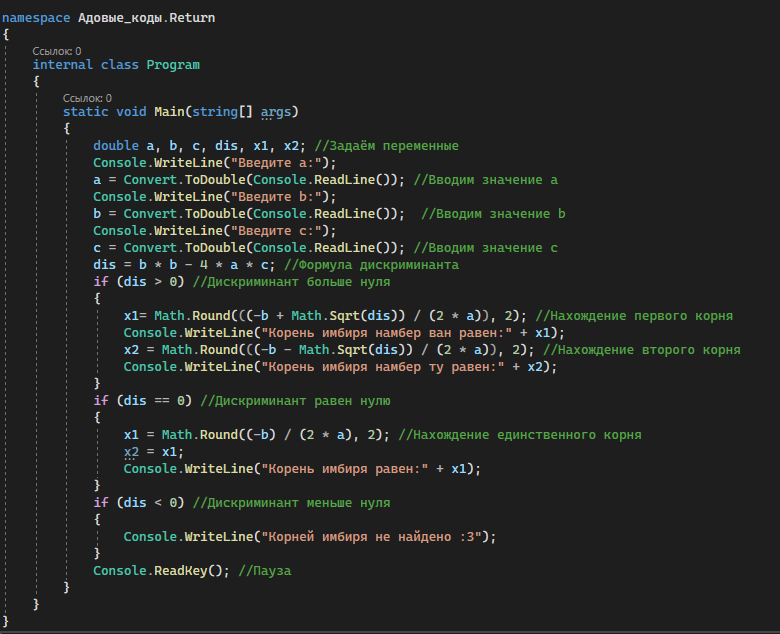 namespace Адовые_коды.Return
{
Ссылок: 0
internal class Program
{
Ссылок: 0
static void Main(string[] args)
{
double a, b, c, dis, x1, x2; //Задаём переменные
Console.WriteLine("Введите a:");
a = Convert.ToDouble(Console.ReadLine()); //Вводим значение a
Console.WriteLine("Введите b:");
b = Convert.ToDouble(Console.ReadLine());  //Вводим значение b
Console.WriteLine("Введите c:");
c = Convert.ToDouble(Console.ReadLine()); //Вводим значение c
dis = b * b - 4 * a * c; //Формула дискриминанта
if (dis > 0) //Дискриминант больше нуля
{
x1= Math.Round(((-b + Math.Sqrt(dis)) / (2 * a)), 2); //Нахождение первого корня
Console.WriteLine("Корень имбиря намбер ван равен:" + x1);
x2 = Math.Round(((-b - Math.Sqrt(dis)) / (2 * a)), 2); //Нахождение второго корня
Console.WriteLine("Корень имбиря намбер ту равен:" + x2);
}
if (dis == 0) //Дискриминант равен нулю
{
x1 = Math.Round((-b) / (2 * a), 2); //Нахождение единственного корня
x2 = x1;
Console.WriteLine("Корень имбиря равен:" + x1);
}
if (dis < 0) //Дискриминант меньше нуля
{
Console.WriteLine("Корней имбиря не найдено :3");
}
Console.ReadKey(); //Пауза
}
}
}